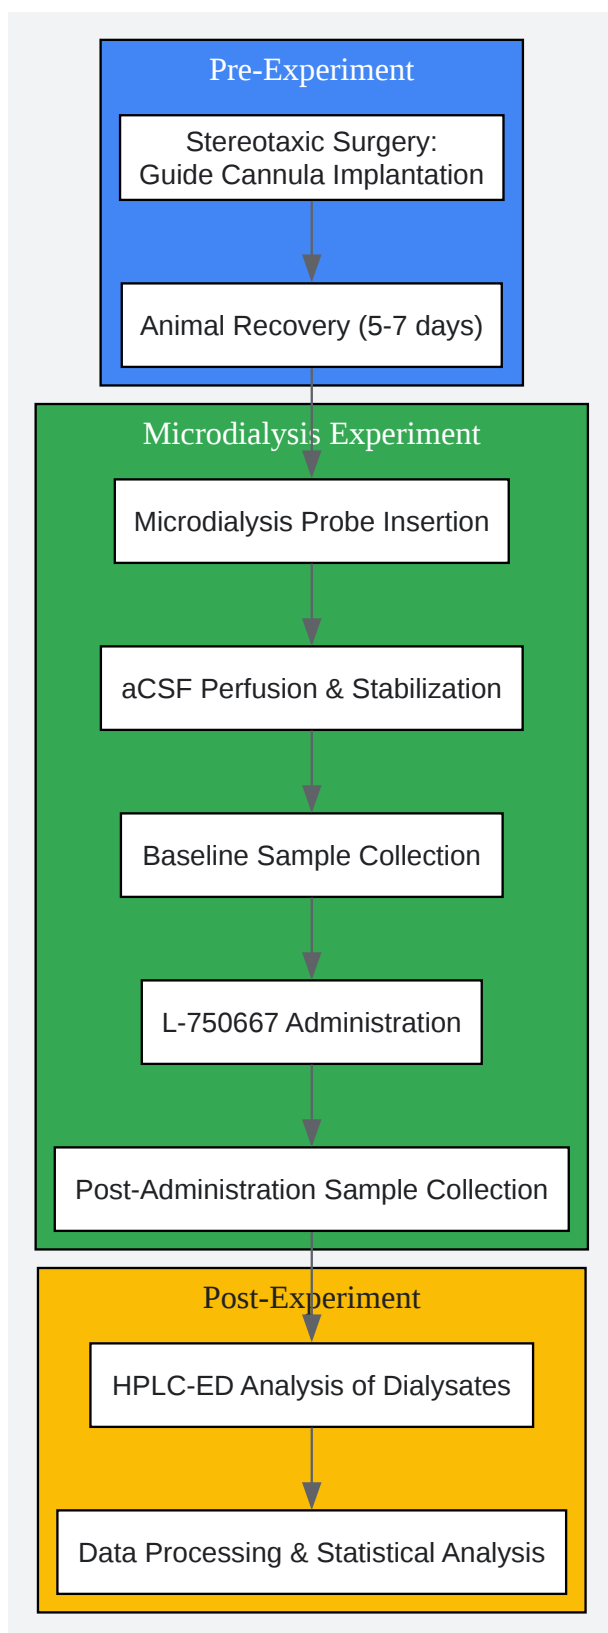 Pre-Experiment
Stereotaxic Surgery:
Guide Cannula Implantation
Animal Recovery (5-7 days)
Microdialysis Experiment
Microdialysis Probe Insertion
aCSF Perfusion & Stabilization
Baseline Sample Collection
L-750667 Administration
Post-Administration Sample Collection
Post-Experiment
HPLC-ED Analysis of Dialysates
Data Processing & Statistical Analysis